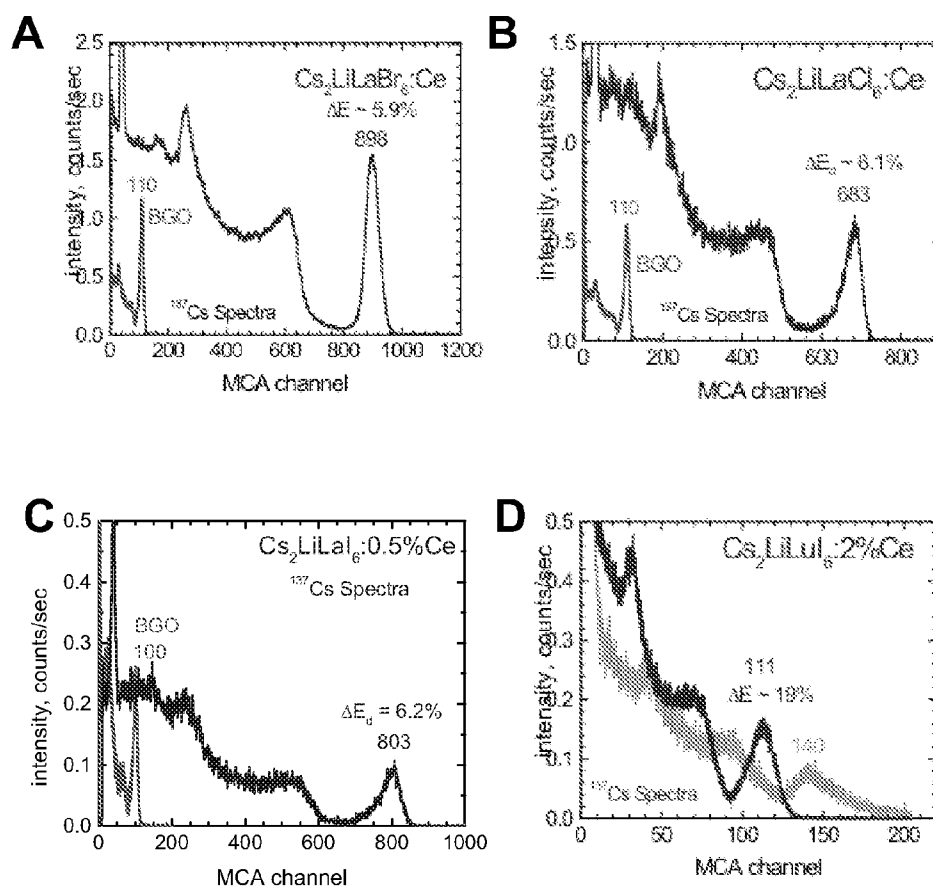 A
Cs2LiLaBr6:Ce
ΔE ~ 5.9%
898
110
BGO
137Cs Spectra
intensity, counts/sec
2.5
2.0
1.5
1.0
0.5
0.0
0 200 400 600 800 1000 1200
MCA channel
B
Cs2LiLaCl6:Ce
683
110
BGO
137Cs Spectra
intensity, counts/sec
1.5
1.0
0.5
0.0
0 200 400 600 800
MCA channel
C
Cs2LiLaI6:0.5%Ce
137Cs Spectra
BGO
100
ΔEd = 6.2%
803
intensity, counts/sec
0.5
0.4
0.3
0.2
0.1
0.0
0 200 400 600 800 1000
MCA channel
D
Cs2LiLuI6:2%Ce
111
ΔE ~ 19%
140
137Cs Spectra
intensity, counts/sec
0.5
0.4
0.3
0.2
0.1
0.0
0 50 100 150 200
MCA channel